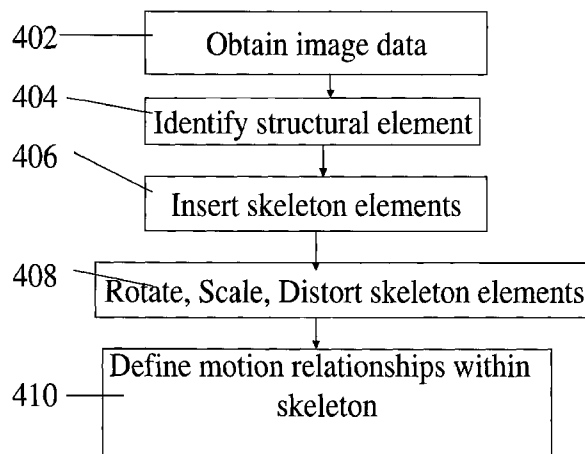 402
Obtain image data
404
Identify structural element
406
Insert skeleton elements
408
Rotate, Scale, Distort skeleton elements
Define motion relationships within
410
skeleton